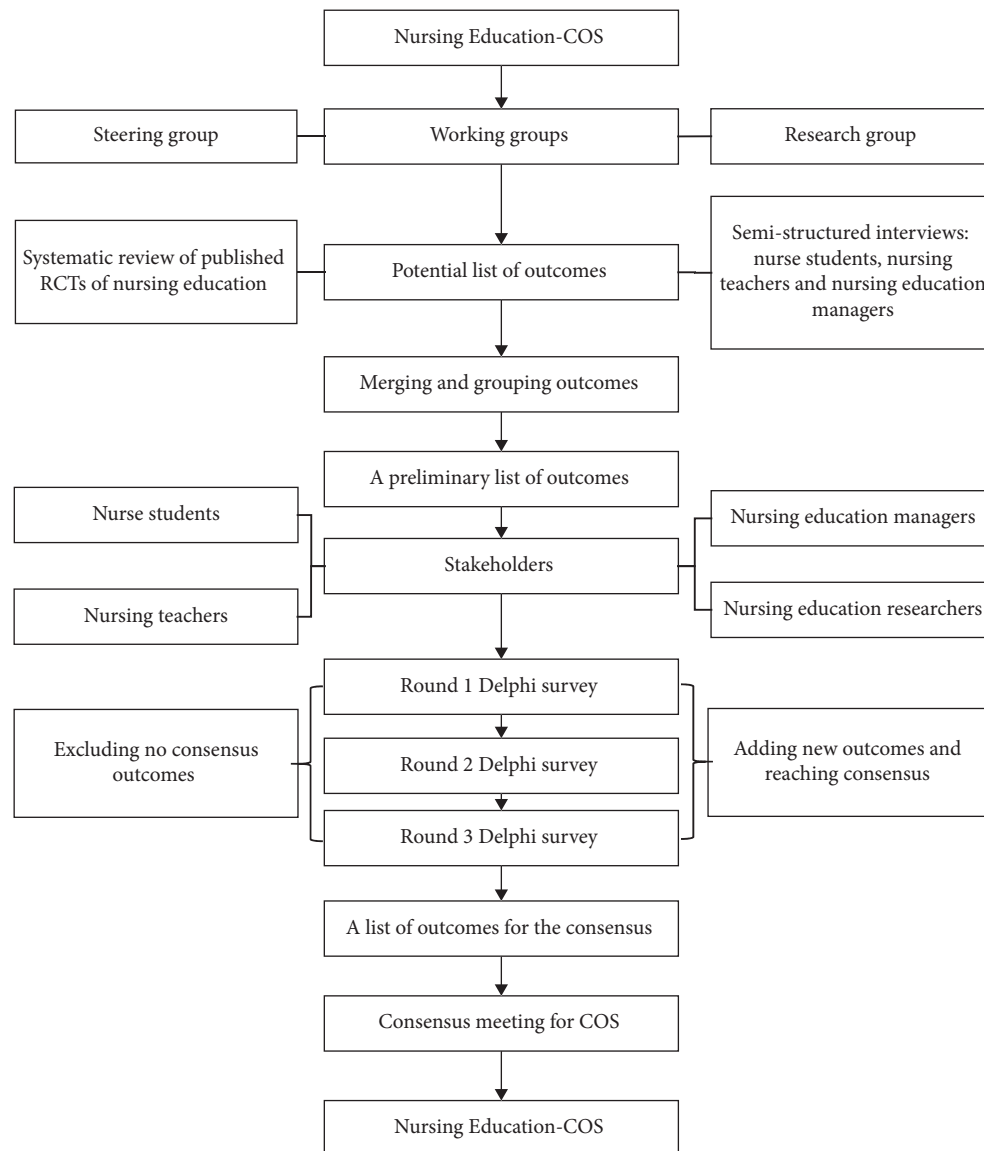 Nursing Education-COS
Steering group
Working groups
Research group
Systematic review of published
RCTs of nursing education
Potential list of outcomes
Semi-structured interviews:
nurse students, nursing
teachers and nursing education
managers
Merging and grouping outcomes
A preliminary list of outcomes
Nurse students
Nursing teachers
Stakeholders
Nursing education managers
Nursing education researchers
Excluding no consensus
outcomes
Round 1 Delphi survey
Round 2 Delphi survey
Round 3 Delphi survey
Adding new outcomes and
reaching consensus
A list of outcomes for the consensus
Consensus meeting for COS
Nursing Education-COS